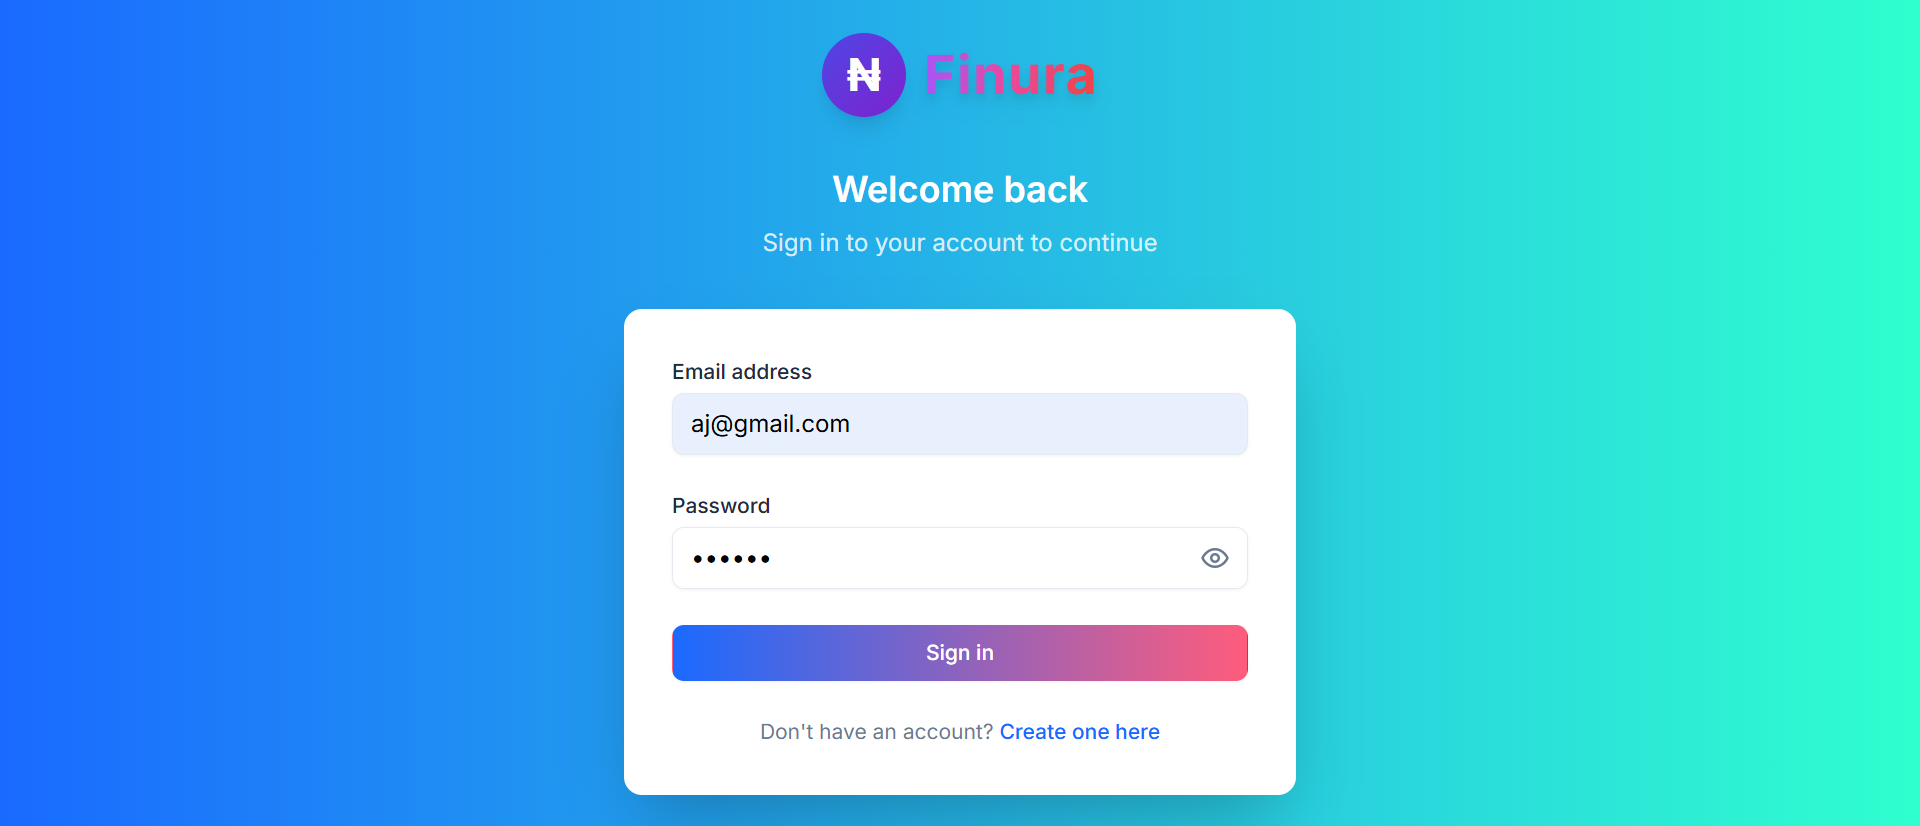 ₦ Finura
Welcome back
Sign in to your account to continue
Email address
aj@gmail.com
Password
••••••
Sign in
Don't have an account? Create one here